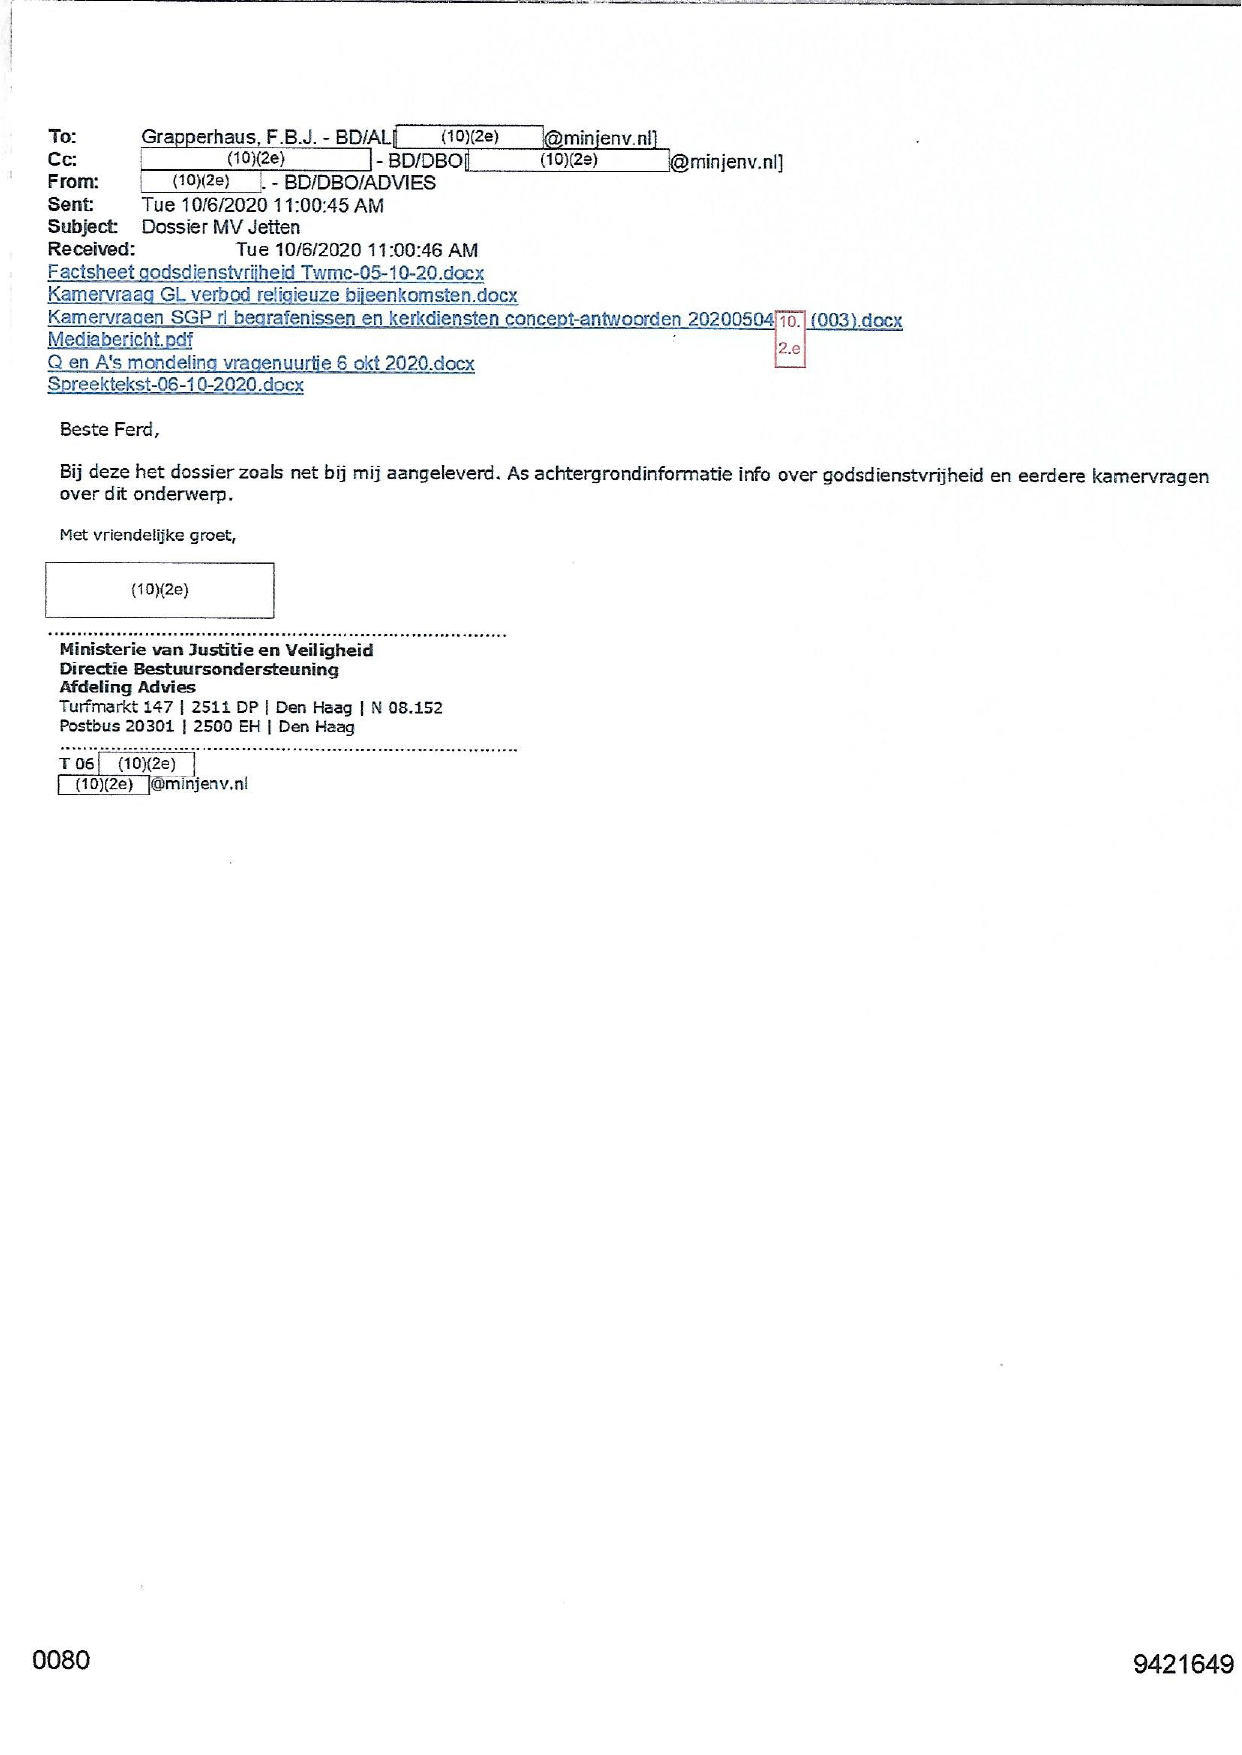 To: Grapperhaus, F.B.J. - BD/AL[ (10)(2e) @minjenv.nl]
Cc: (10)(2e) - BD/DBO[ (10)(2e) @minjenv.nl]
From: (10)(2e) . - BD/DBO/ADVIES
Sent: Tue 10/6/2020 11:00:45 AM
Subject: Dossier MV Jetten
Received: Tue 10/6/2020 11:00:46 AM
Factsheet godsdienstvrijheid Twmc-05-10-20.docx
Kamervraag GL verbod religieuze bijeenkomsten.docx
Kamervragen SGP rl begrafenissen en kerkdiensten concept-antwoorden 20200504 10. (003).docx
Mediabericht.pdf
2.e
Q en A's mondeling vragenuurtje 6 okt 2020.docx
Spreektekst-06-10-2020.docx
Beste Ferd,
Bij deze het dossier zoals net bij mij aangeleverd. As achtergrondinformatie info over godsdienstvrijheid en eerdere kamervragen
over dit onderwerp.
Met vriendelijke groet,
(10)(2e)
Ministerie van Justitie en Veiligheid
Directie Bestuursondersteuning
Afdeling Advies
Turfmarkt 147 | 2511 DP | Den Haag | N 08.152
Postbus 20301 | 2500 EH | Den Haag
T 06 (10)(2e)
(10)(2e) @minjenv.nl
0080
9421649